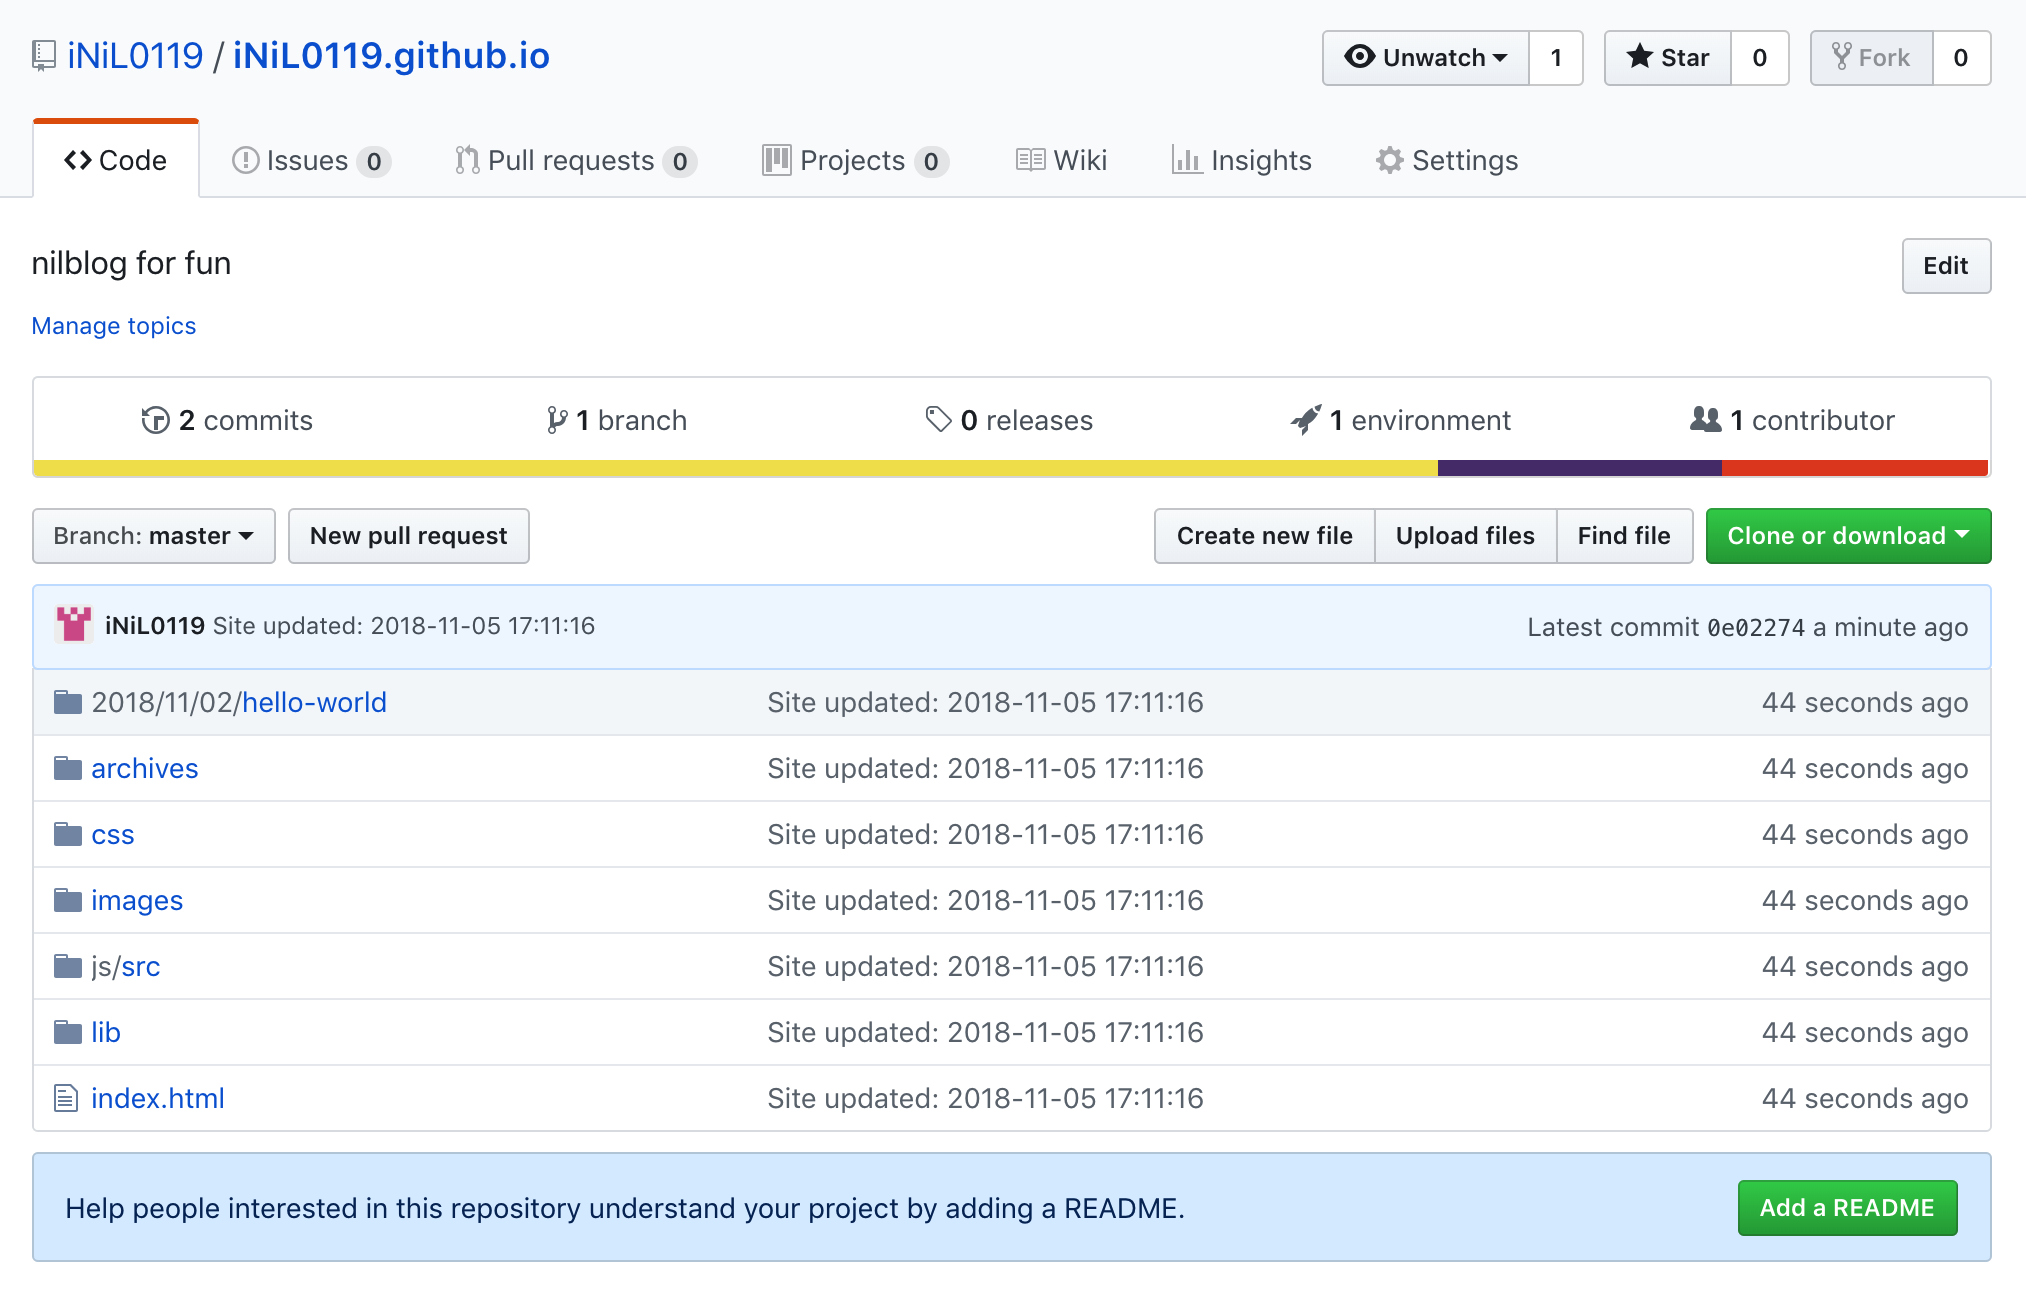 iNiL0119 / iNiL0119.github.io Unwatch 1 Star 0 Fork 0
Code Issues 0 Pull requests 0 Projects 0 Wiki Insights Settings
nilblog for fun Edit
Manage topics
2 commits 1 branch 0 releases 1 environment 1 contributor
Branch: master New pull request Create new file Upload files Find file Clone or download
iNiL0119 Site updated: 2018-11-05 17:11:16 Latest commit 0e02274 a minute ago
2018/11/02/hello-world Site updated: 2018-11-05 17:11:16 44 seconds ago
archives Site updated: 2018-11-05 17:11:16 44 seconds ago
css Site updated: 2018-11-05 17:11:16 44 seconds ago
images Site updated: 2018-11-05 17:11:16 44 seconds ago
js/src Site updated: 2018-11-05 17:11:16 44 seconds ago
lib Site updated: 2018-11-05 17:11:16 44 seconds ago
index.html Site updated: 2018-11-05 17:11:16 44 seconds ago
Help people interested in this repository understand your project by adding a README. Add a README